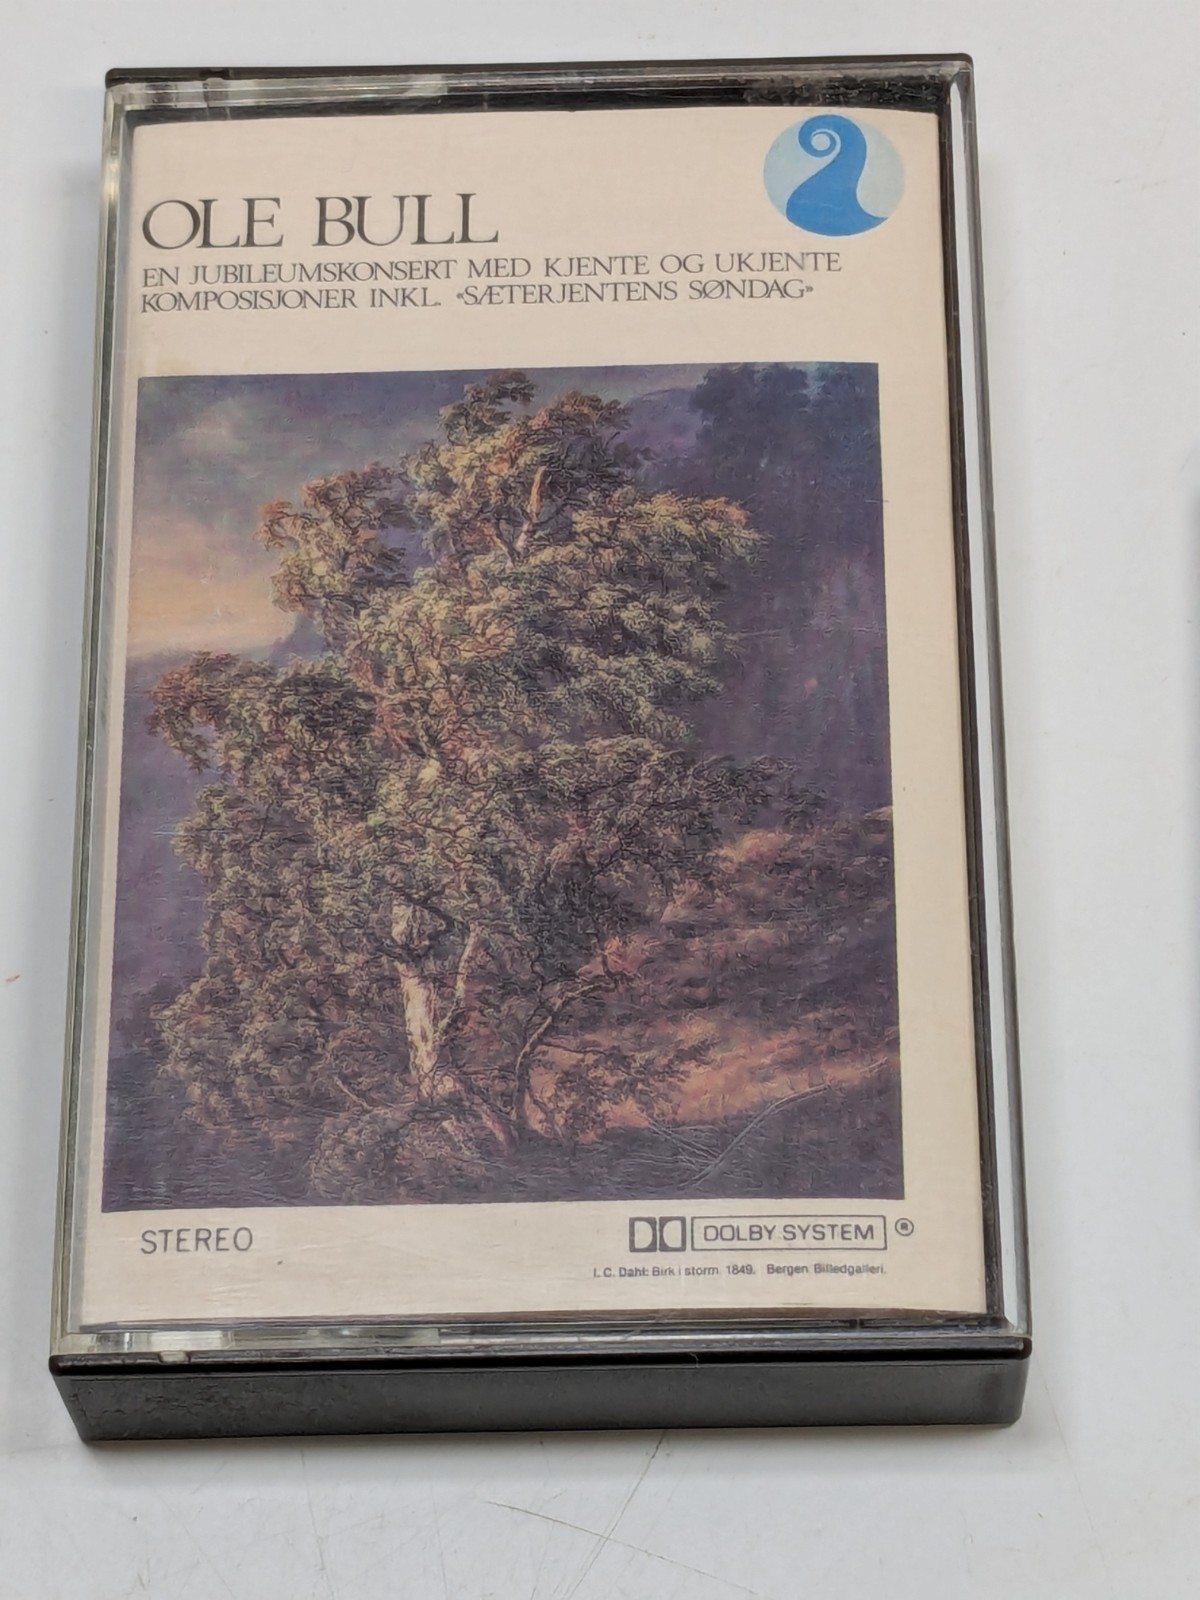 OLE BULL
EN JUBILEUMSKONSERT MED KJENTE OG UKJENTE
KOMPOSISJONER INKL. «SÆTERJENTENS SØNDAG»
STEREO
DOLBY SYSTEM ®
I. C. Dahl: Birk i storm. 1849. Bergen Billedgalleri.